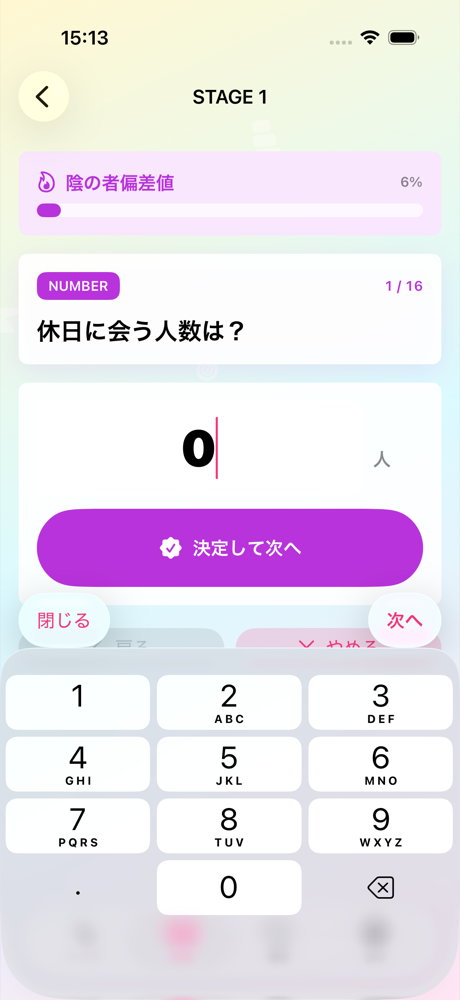 15:13
STAGE 1
陰の者偏差値
6%
NUMBER
1 / 16
休日に会う人数は？
0
人
決定して次へ
閉じる
次へ
戻る
やめる
1
2
ABC
3
DEF
4
GHI
5
JKL
6
MNO
7
PQRS
8
TUV
9
WXYZ
.
0